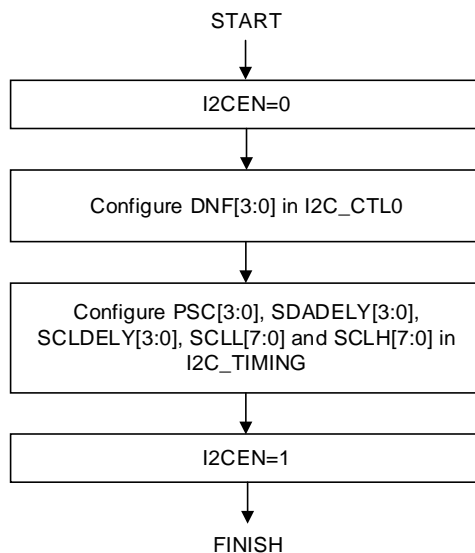 START
I2CEN=0
Configure DNF[3:0] in I2C_CTL0
Configure PSC[3:0], SDADELY[3:0],
SCLDELY[3:0], SCLL[7:0] and SCLH[7:0] in
I2C_TIMING
I2CEN=1
FINISH